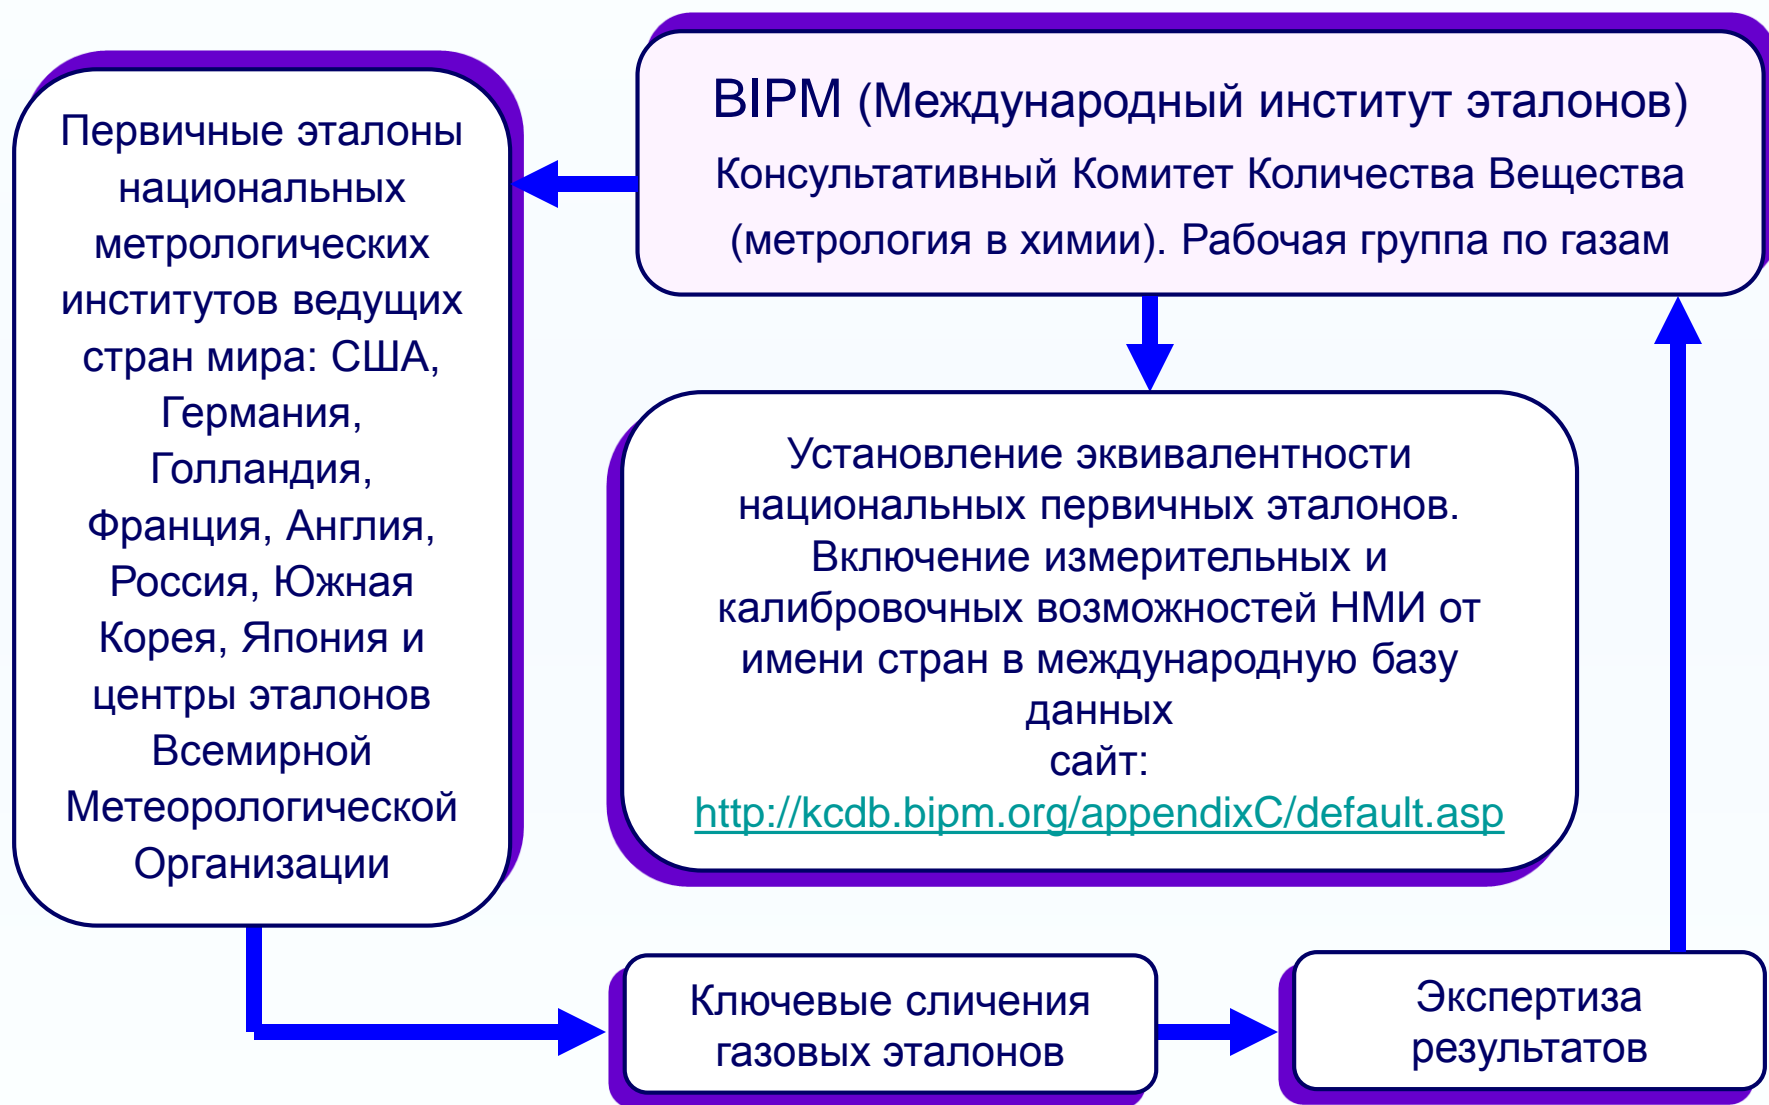 Первичные эталоны
национальных
метрологических
институтов ведущих
стран мира: США,
Германия,
Голландия,
Франция, Англия,
Россия, Южная
Корея, Япония и
центры эталонов
Всемирной
Метеорологической
Организации
BIPM (Международный институт эталонов)
Консультативный Комитет Количества Вещества
(метрология в химии). Рабочая группа по газам
Установление эквивалентности
национальных первичных эталонов.
Включение измерительных и
калибровочных возможностей НМИ от
имени стран в международную базу
данных
сайт:
http://kcdb.bipm.org/appendixC/default.asp
Ключевые сличения
газовых эталонов
Экспертиза
результатов